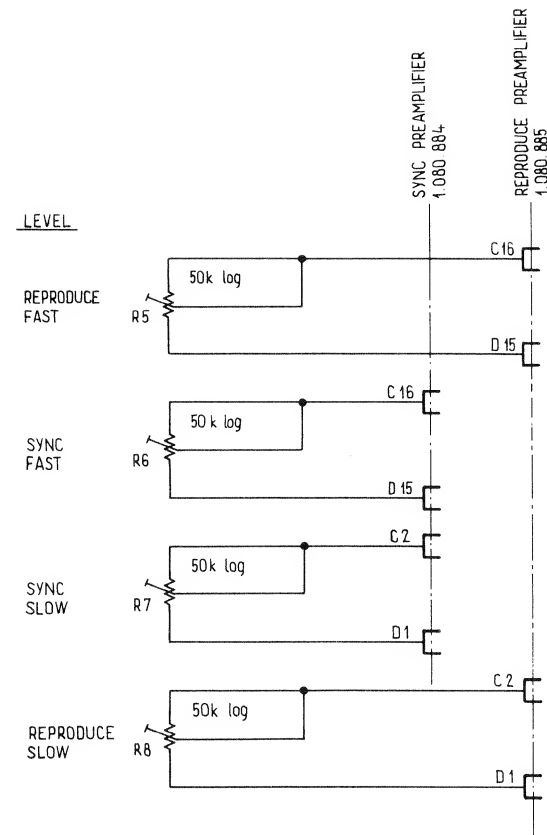 SYNC PREAMPLIFIER
1.080.884
REPRODUCE PREAMPLIFIER
1.080.885
LEVEL
C16
50k log
REPRODUCE
FAST
R5
D15
C16
50k log
SYNC
FAST
R6
D15
C2
50k log
SYNC
SLOW
R7
D1
C2
50k log
REPRODUCE
SLOW
R8
D1